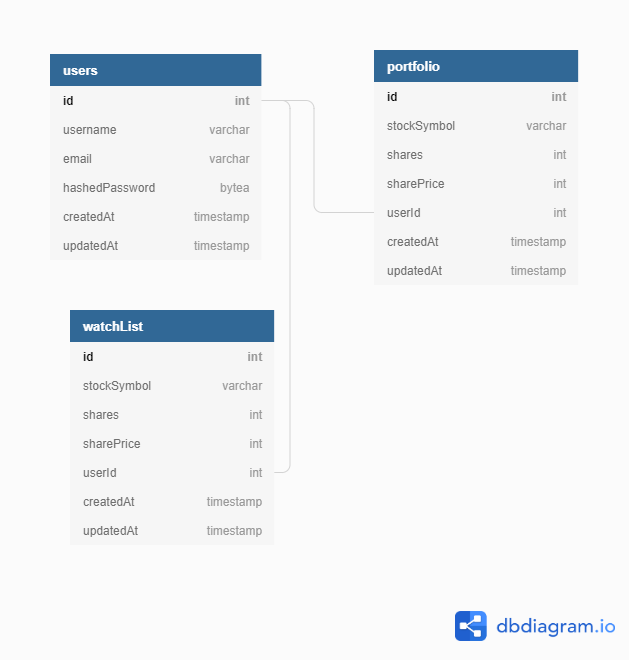 users
id int
username varchar
email varchar
hashedPassword bytea
createdAt timestamp
updatedAt timestamp
portfolio
id int
stockSymbol varchar
shares int
sharePrice int
userId int
createdAt timestamp
updatedAt timestamp
watchList
id int
stockSymbol varchar
shares int
sharePrice int
userId int
createdAt timestamp
updatedAt timestamp
dbdiagram.io